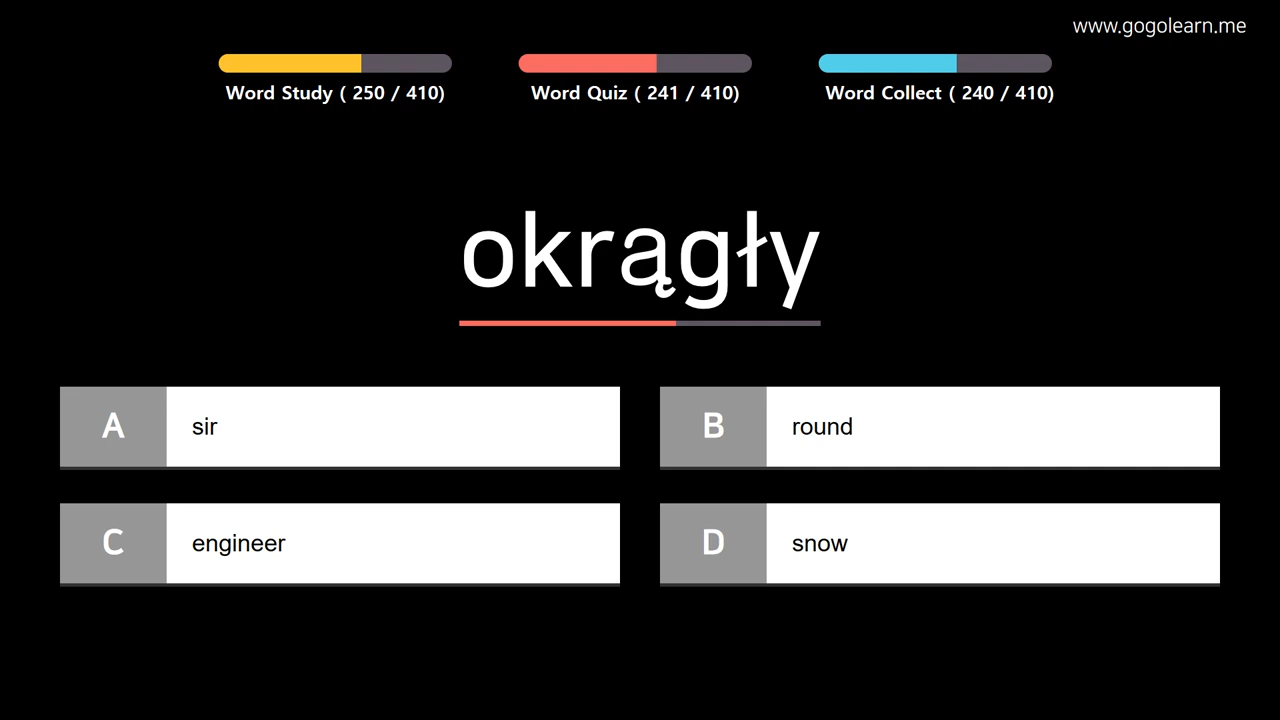 www.gogolearn.me
Word Study ( 250 / 410)
Word Quiz ( 241 / 410)
Word Collect ( 240 / 410)
okrągły
A sir
B round
C engineer
D snow